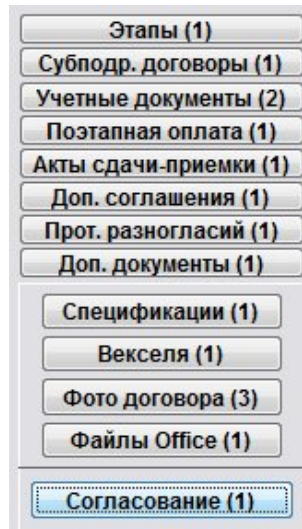 Этапы (1)
Субподр. договоры (1)
Учетные документы (2)
Поэтапная оплата (1)
Акты сдачи-приемки (1)
Доп. соглашения (1)
Прот. разногласий (1)
Доп. документы (1)
Спецификации (1)
Векселя (1)
Фото договора (3)
Файлы Office (1)
Согласование (1)